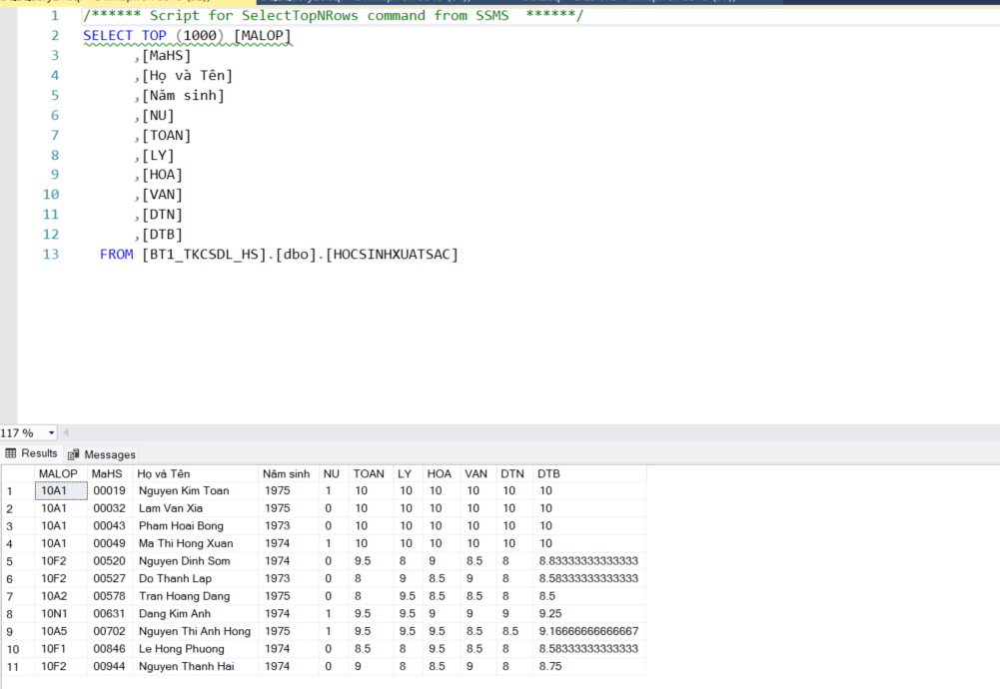 1 /****** Script for SelectTopNRows command from SSMS ******/
2 SELECT TOP (1000) [MALOP]
3 ,[MaHS]
4 ,[Họ và Tên]
5 ,[Năm sinh]
6 ,[NU]
7 ,[TOAN]
8 ,[LY]
9 ,[HOA]
10 ,[VAN]
11 ,[DTN]
12 ,[DTB]
13 FROM [BT1_TKCSDL_HS].[dbo].[HOCSINHXUATSAC]
117 %
Results Messages
MALOP MaHS Họ và Tên Năm sinh NU TOAN LY HOA VAN DTN DTB
1 10A1 00019 Nguyen Kim Toan 1975 1 10 10 10 10 10 10
2 10A1 00032 Lam Van Xia 1975 0 10 10 10 10 10 10
3 10A1 00043 Pham Hoai Bong 1973 0 10 10 10 10 10 10
4 10A1 00049 Ma Thi Hong Xuan 1974 1 10 10 10 10 10 10
5 10F2 00520 Nguyen Dinh Som 1974 0 9.5 8 9 8.5 8 8.83333333333333
6 10F2 00527 Do Thanh Lap 1973 0 8 9 8.5 9 8 8.58333333333333
7 10A2 00578 Tran Hoang Dang 1975 0 8 9.5 8.5 8.5 8 8.5
8 10N1 00631 Dang Kim Anh 1974 1 9.5 9.5 9 9 9 9.25
9 10A5 00702 Nguyen Thi Anh Hong 1975 1 9.5 9.5 9.5 8.5 8.5 9.16666666666667
10 10F1 00846 Le Hong Phuong 1974 0 8.5 8 9.5 8.5 8 8.58333333333333
11 10F2 00944 Nguyen Thanh Hai 1974 0 9 8 8.5 9 8 8.75